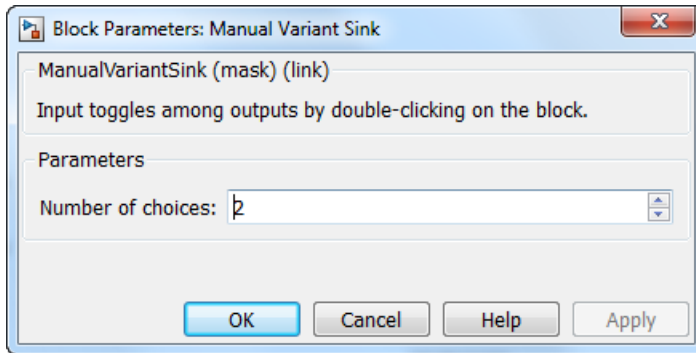 Block Parameters: Manual Variant Sink
ManualVariantSink (mask) (link)
Input toggles among outputs by double-clicking on the block.
Parameters
Number of choices: 2
OK Cancel Help Apply